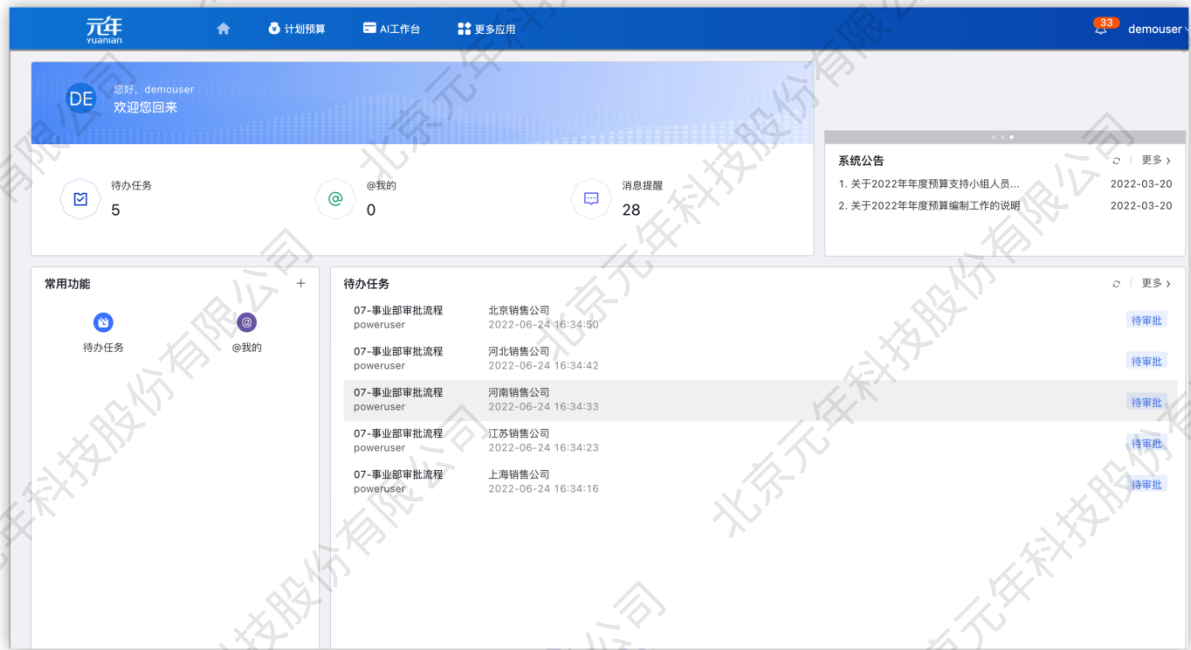 元年
yuanian
计划预算
AI工作台
更多应用
33
demouser
DE
您好，demouser
欢迎您回来
待办任务
5
@我的
0
消息提醒
28
系统公告
更多
1. 关于2022年年度预算支持小组人员...
2022-03-20
2. 关于2022年年度预算编制工作的说明
2022-03-20
常用功能
待办任务
@我的
待办任务
更多
07-事业部审批流程
北京销售公司
poweruser
2022-06-24 16:34:50
待审批
07-事业部审批流程
河北销售公司
poweruser
2022-06-24 16:34:42
待审批
07-事业部审批流程
河南销售公司
poweruser
2022-06-24 16:34:33
待审批
07-事业部审批流程
江苏销售公司
poweruser
2022-06-24 16:34:23
待审批
07-事业部审批流程
上海销售公司
poweruser
2022-06-24 16:34:16
待审批
北京元年科技股份有限公司